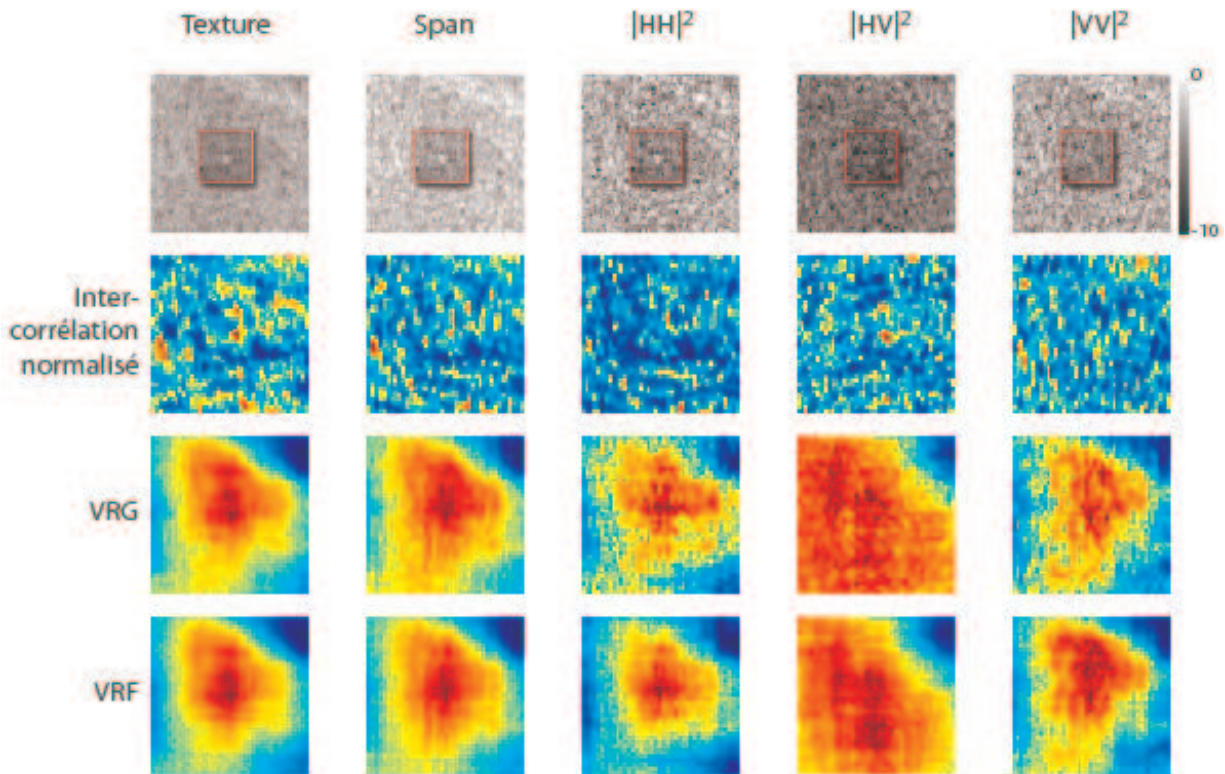 Texture Span |HH|² |HV|² |VV|²
0
-10
Inter-
corrélation
normalisé
VRG
VRF